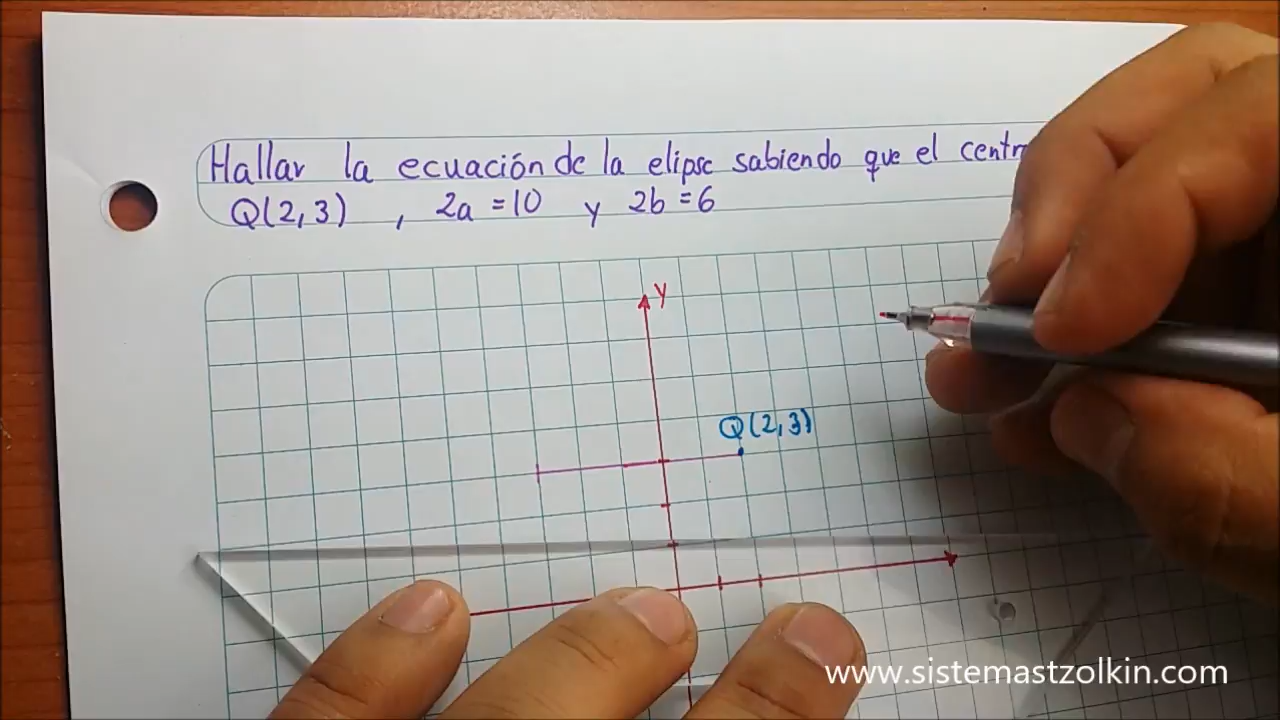 Hallar la ecuación de la elipse sabiendo que el
Q(2,3) , 2a =10 y 2b =6
Y
Q(2,3)
www.sistemastzolkin.com